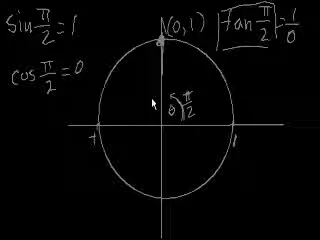 sin π/2 = 1
cos π/2 = 0
(0,1)
tan π/2 = 1/0
θ π/2
-1
1